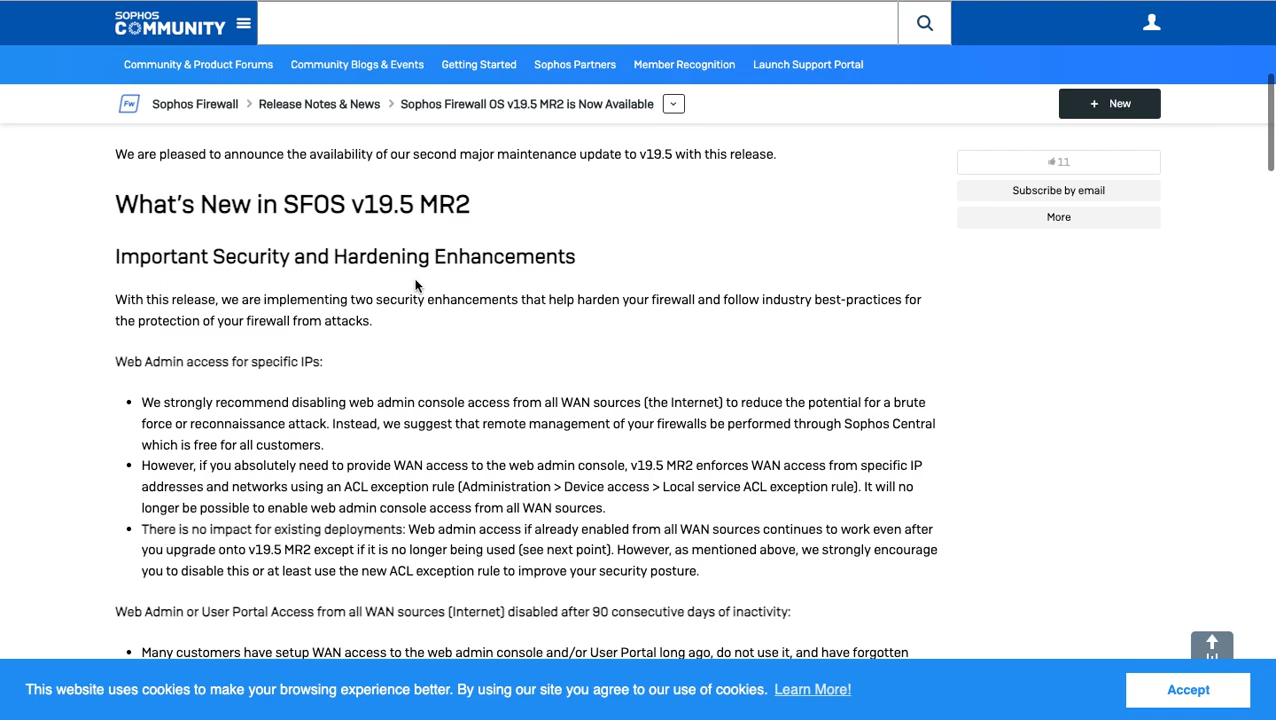 SOPHOS
COMMUNITY
Community & Product Forums Community Blogs & Events Getting Started Sophos Partners Member Recognition Launch Support Portal
Fw Sophos Firewall > Release Notes & News > Sophos Firewall OS v19.5 MR2 is Now Available + New
We are pleased to announce the availability of our second major maintenance update to v19.5 with this release.
11
Subscribe by email
More
What's New in SFOS v19.5 MR2
Important Security and Hardening Enhancements
With this release, we are implementing two security enhancements that help harden your firewall and follow industry best-practices for
the protection of your firewall from attacks.
Web Admin access for specific IPs:
• We strongly recommend disabling web admin console access from all WAN sources (the Internet) to reduce the potential for a brute
force or reconnaissance attack. Instead, we suggest that remote management of your firewalls be performed through Sophos Central
which is free for all customers.
• However, if you absolutely need to provide WAN access to the web admin console, v19.5 MR2 enforces WAN access from specific IP
addresses and networks using an ACL exception rule (Administration > Device access > Local service ACL exception rule). It will no
longer be possible to enable web admin console access from all WAN sources.
• There is no impact for existing deployments: Web admin access if already enabled from all WAN sources continues to work even after
you upgrade onto v19.5 MR2 except if it is no longer being used (see next point). However, as mentioned above, we strongly encourage
you to disable this or at least use the new ACL exception rule to improve your security posture.
Web Admin or User Portal Access from all WAN sources (Internet) disabled after 90 consecutive days of inactivity:
• Many customers have setup WAN access to the web admin console and/or User Portal long ago, do not use it, and have forgotten
This website uses cookies to make your browsing experience better. By using our site you agree to our use of cookies. Learn More!
Accept